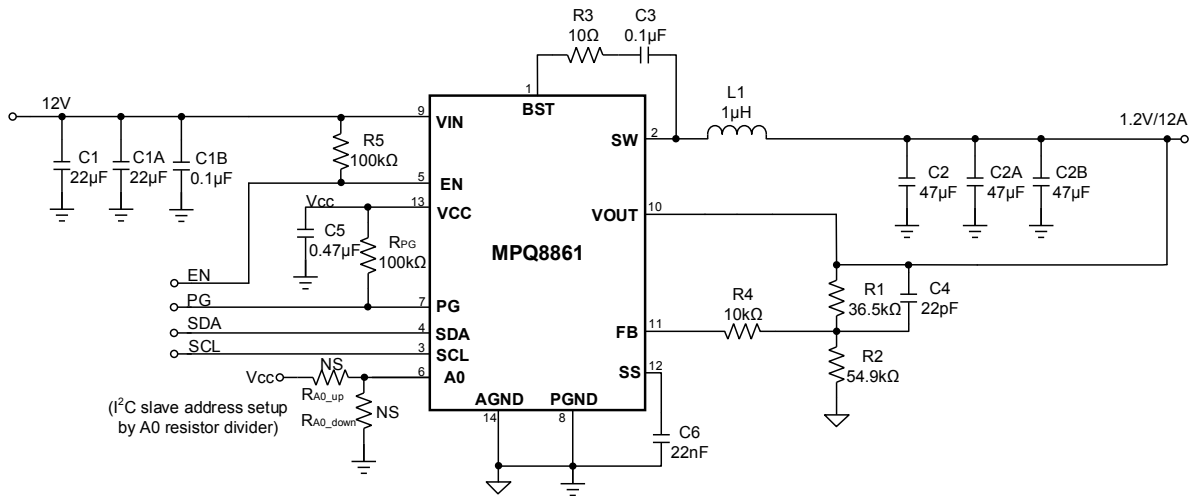 R3
10Ω
C3
0.1μF
1
BST
12V
9
VIN
C1
22μF
C1A
22μF
C1B
0.1μF
R5
100kΩ
5
EN
13
VCC
Vcc
C5
0.47μF
RPG
100kΩ
EN
PG
7
PG
SDA
4
SDA
SCL
3
SCL
6
A0
Vcc
NS
RA0_up
RA0_down
NS
(I²C slave address setup
by A0 resistor divider)
MPQ8861
SW
2
L1
1μH
1.2V/12A
C2
47μF
C2A
47μF
C2B
47μF
VOUT
10
R1
36.5kΩ
C4
22pF
R4
10kΩ
FB
11
R2
54.9kΩ
SS
12
C6
22nF
AGND
14
PGND
8